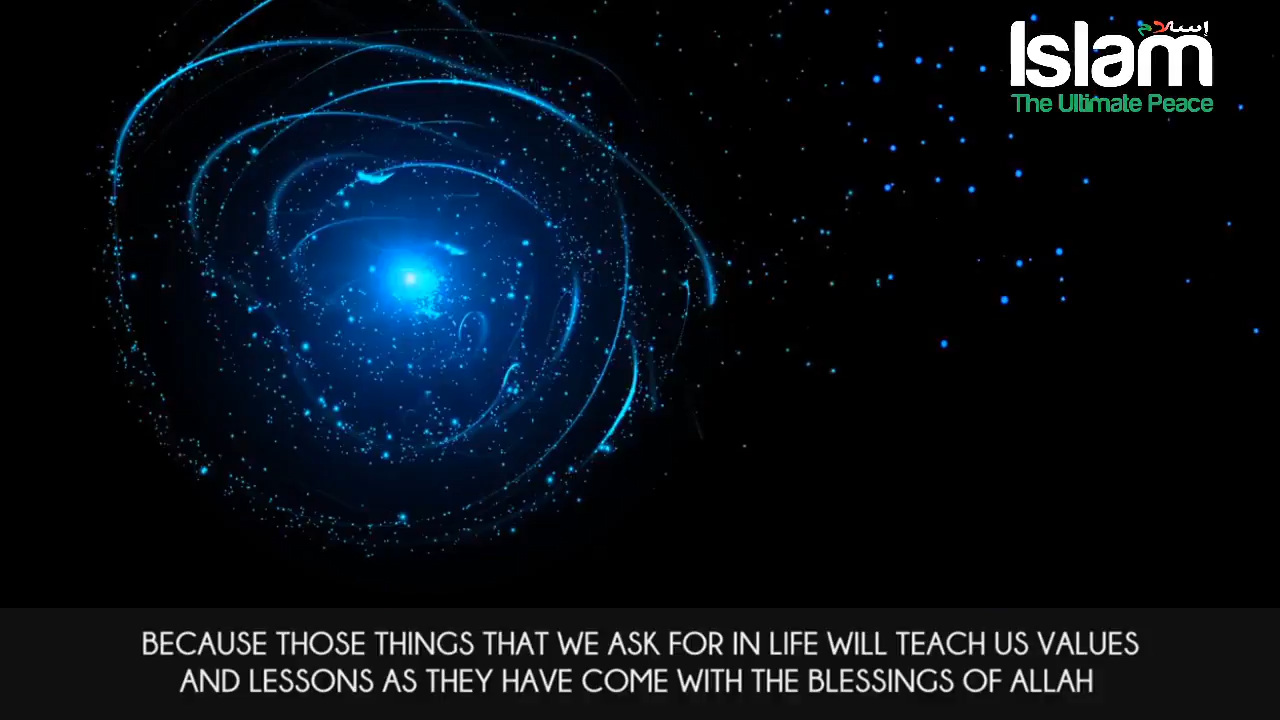 إسلام
Islam
The Ultimate Peace
BECAUSE THOSE THINGS THAT WE ASK FOR IN LIFE WILL TEACH US VALUES
AND LESSONS AS THEY HAVE COME WITH THE BLESSINGS OF ALLAH